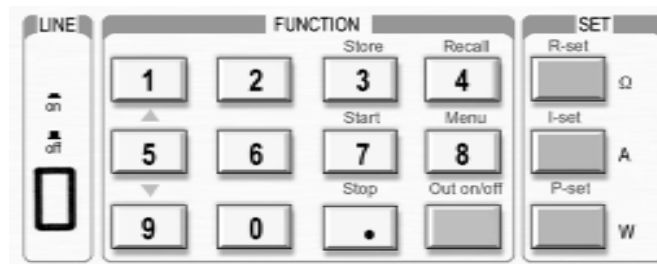 LINE FUNCTION SET
Store Recall R-set
1 2 3 4 Ω
on
Start Menu I-set
off
5 6 7 8 A
Stop Out on/off P-set
9 0 . W